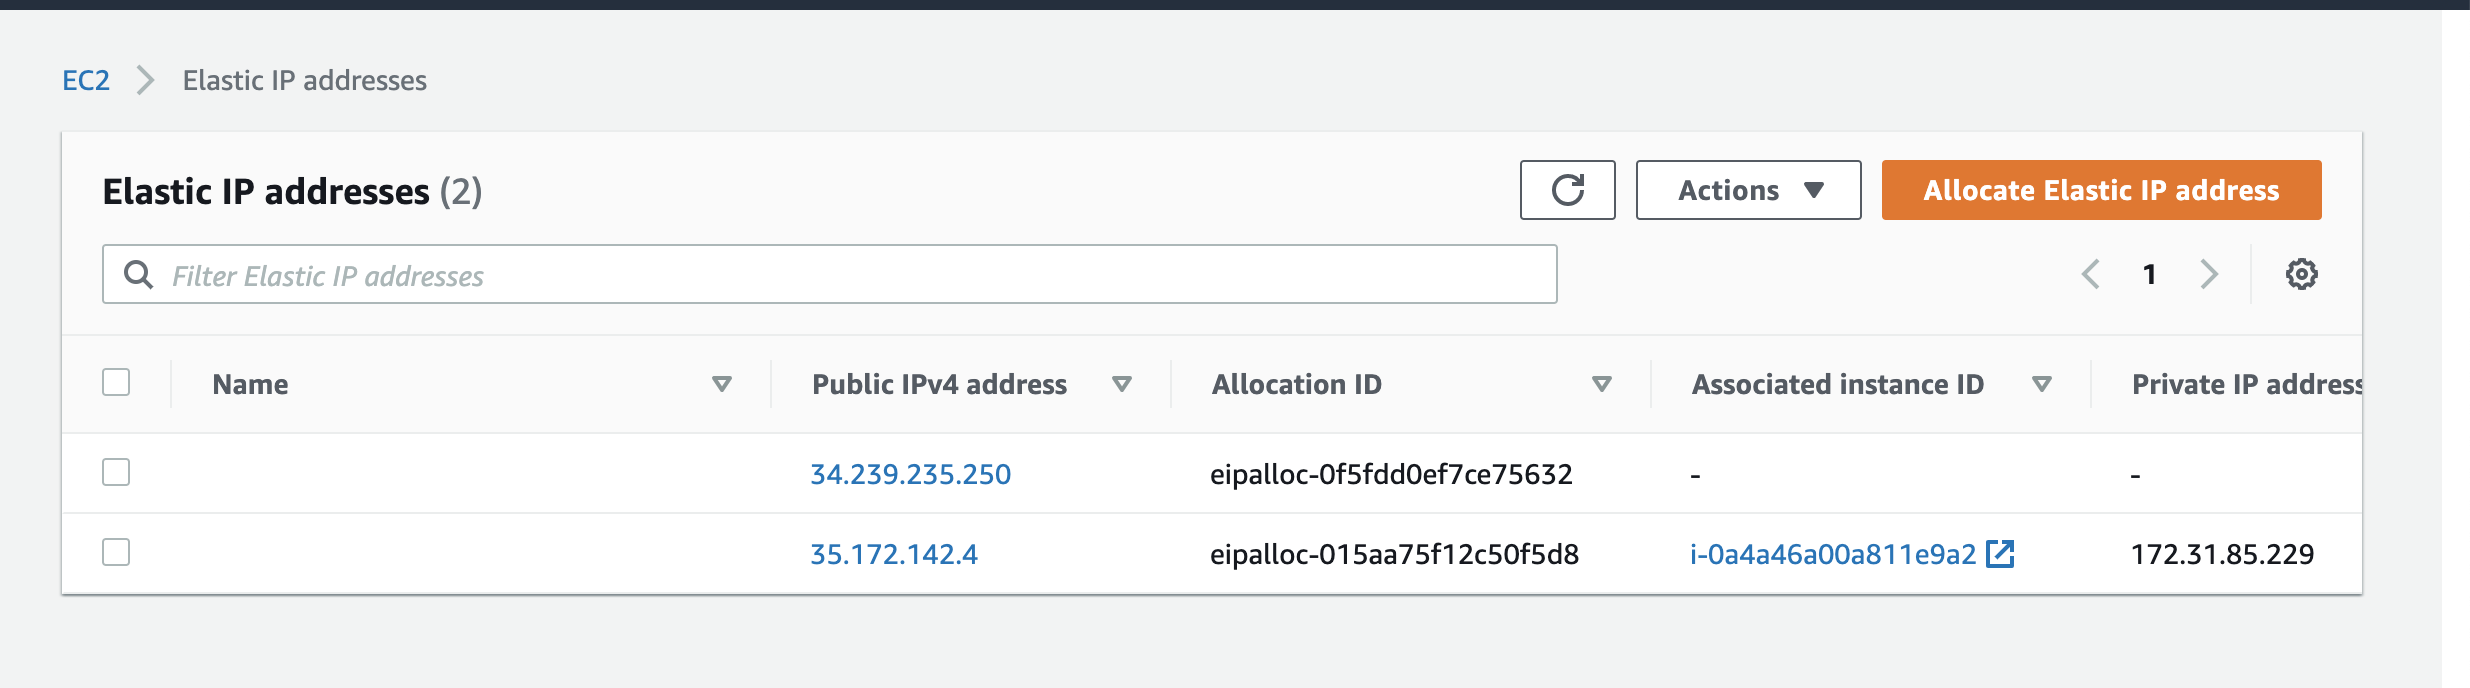 EC2 Elastic IP addresses
Elastic IP addresses (2)
Actions
Allocate Elastic IP address
Filter Elastic IP addresses
1
Name Public IPv4 address Allocation ID Associated instance ID Private IP address
34.239.235.250 eipalloc-0f5fdd0ef7ce75632 - -
35.172.142.4 eipalloc-015aa75f12c50f5d8 i-0a4a46a00a811e9a2 172.31.85.229